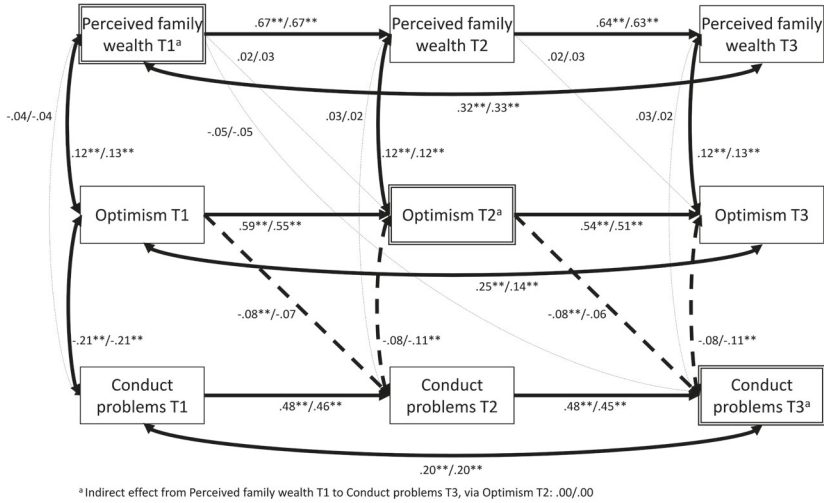 Perceived family
wealth T1ᵃ
.67**/.67**
Perceived family
wealth T2
.64**/.63**
Perceived family
wealth T3
.02/.03
.02/.03
.32**/.33**
-.04/-.04
-.05/-.05
.03/.02
.03/.02
.12**/.13**
.12**/.12**
.12**/.13**
Optimism T1
.59**/.55**
Optimism T2ᵃ
.54**/.51**
Optimism T3
.25**/.14**
-.08**/-.07
-.08**/-.06
-.21**/-.21**
-.08/-.11**
-.08/-.11**
Conduct
problems T1
.48**/.46**
Conduct
problems T2
.48**/.45**
Conduct
problems T3ᵃ
.20**/.20**
ᵃ Indirect effect from Perceived family wealth T1 to Conduct problems T3, via Optimism T2: .00/.00